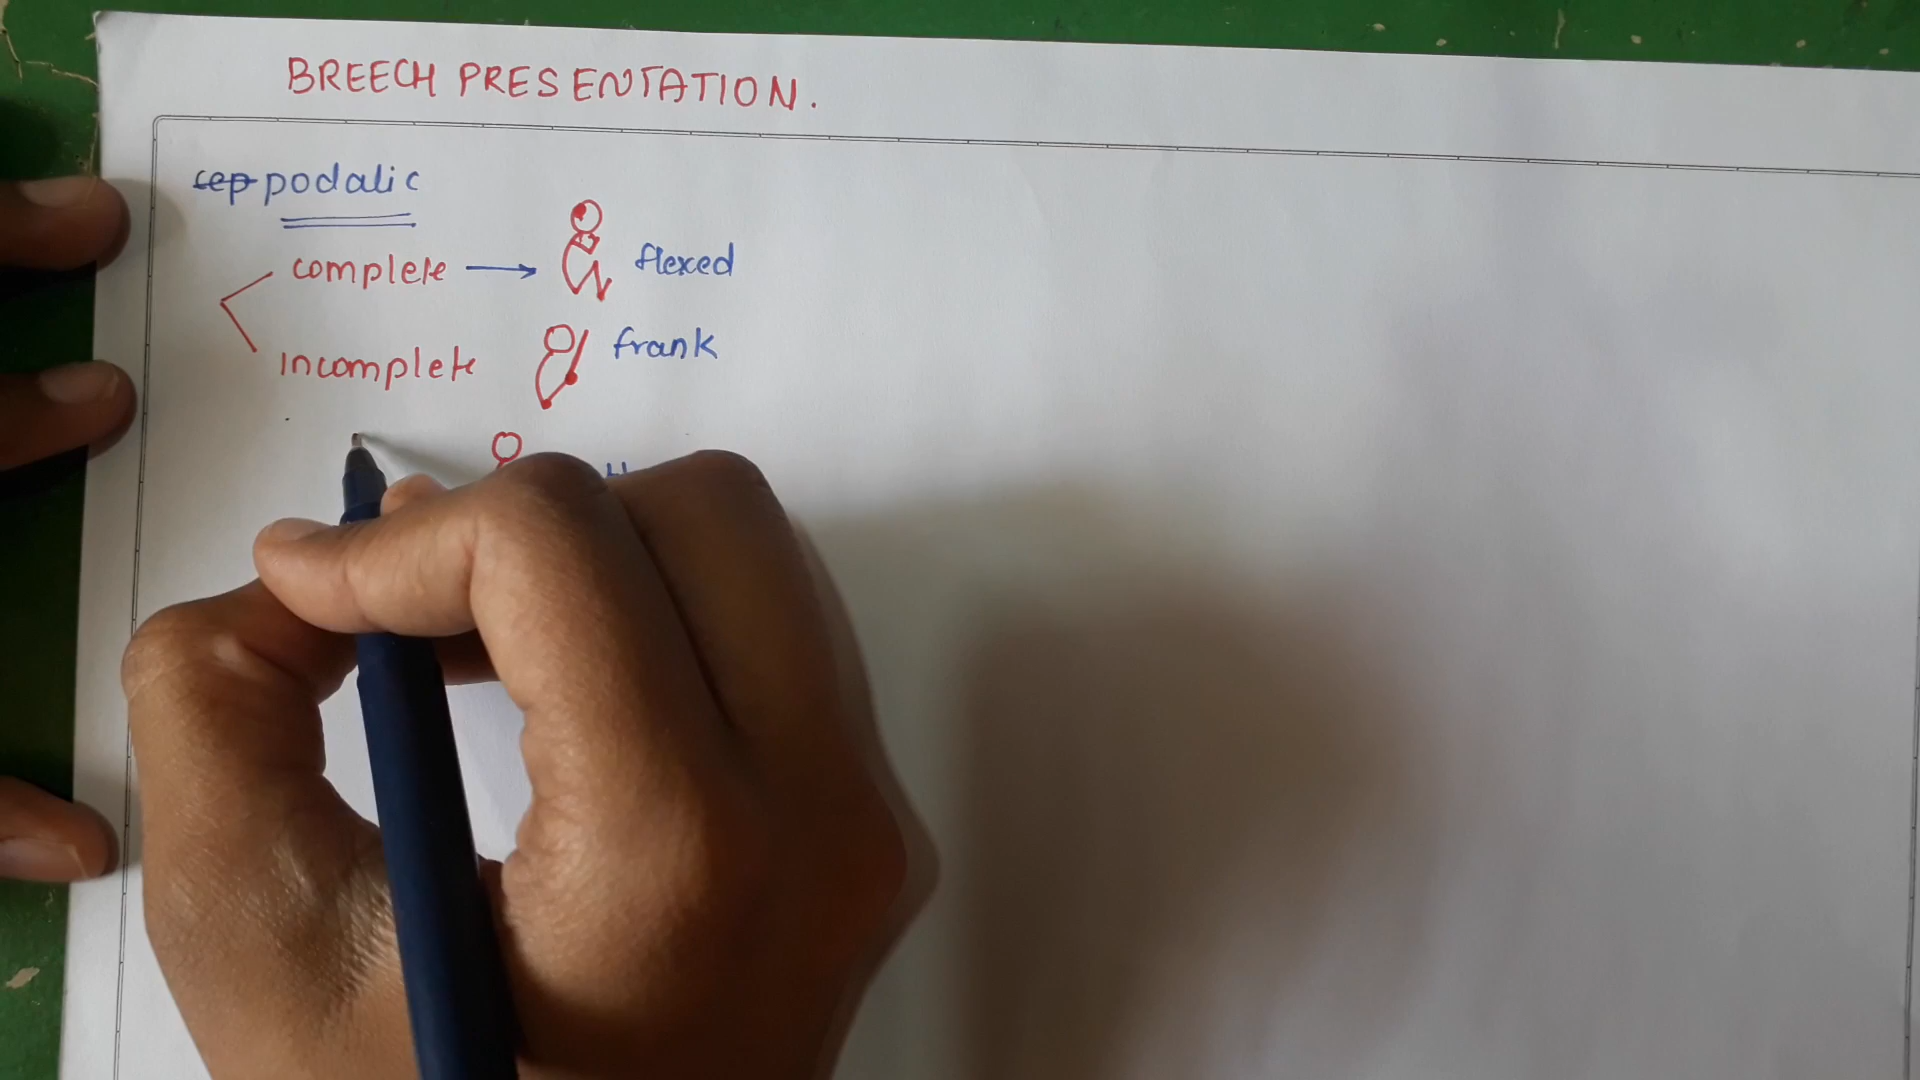 BREECH PRESENTATION.
cep podalic
complete → flexed
incomplete frank